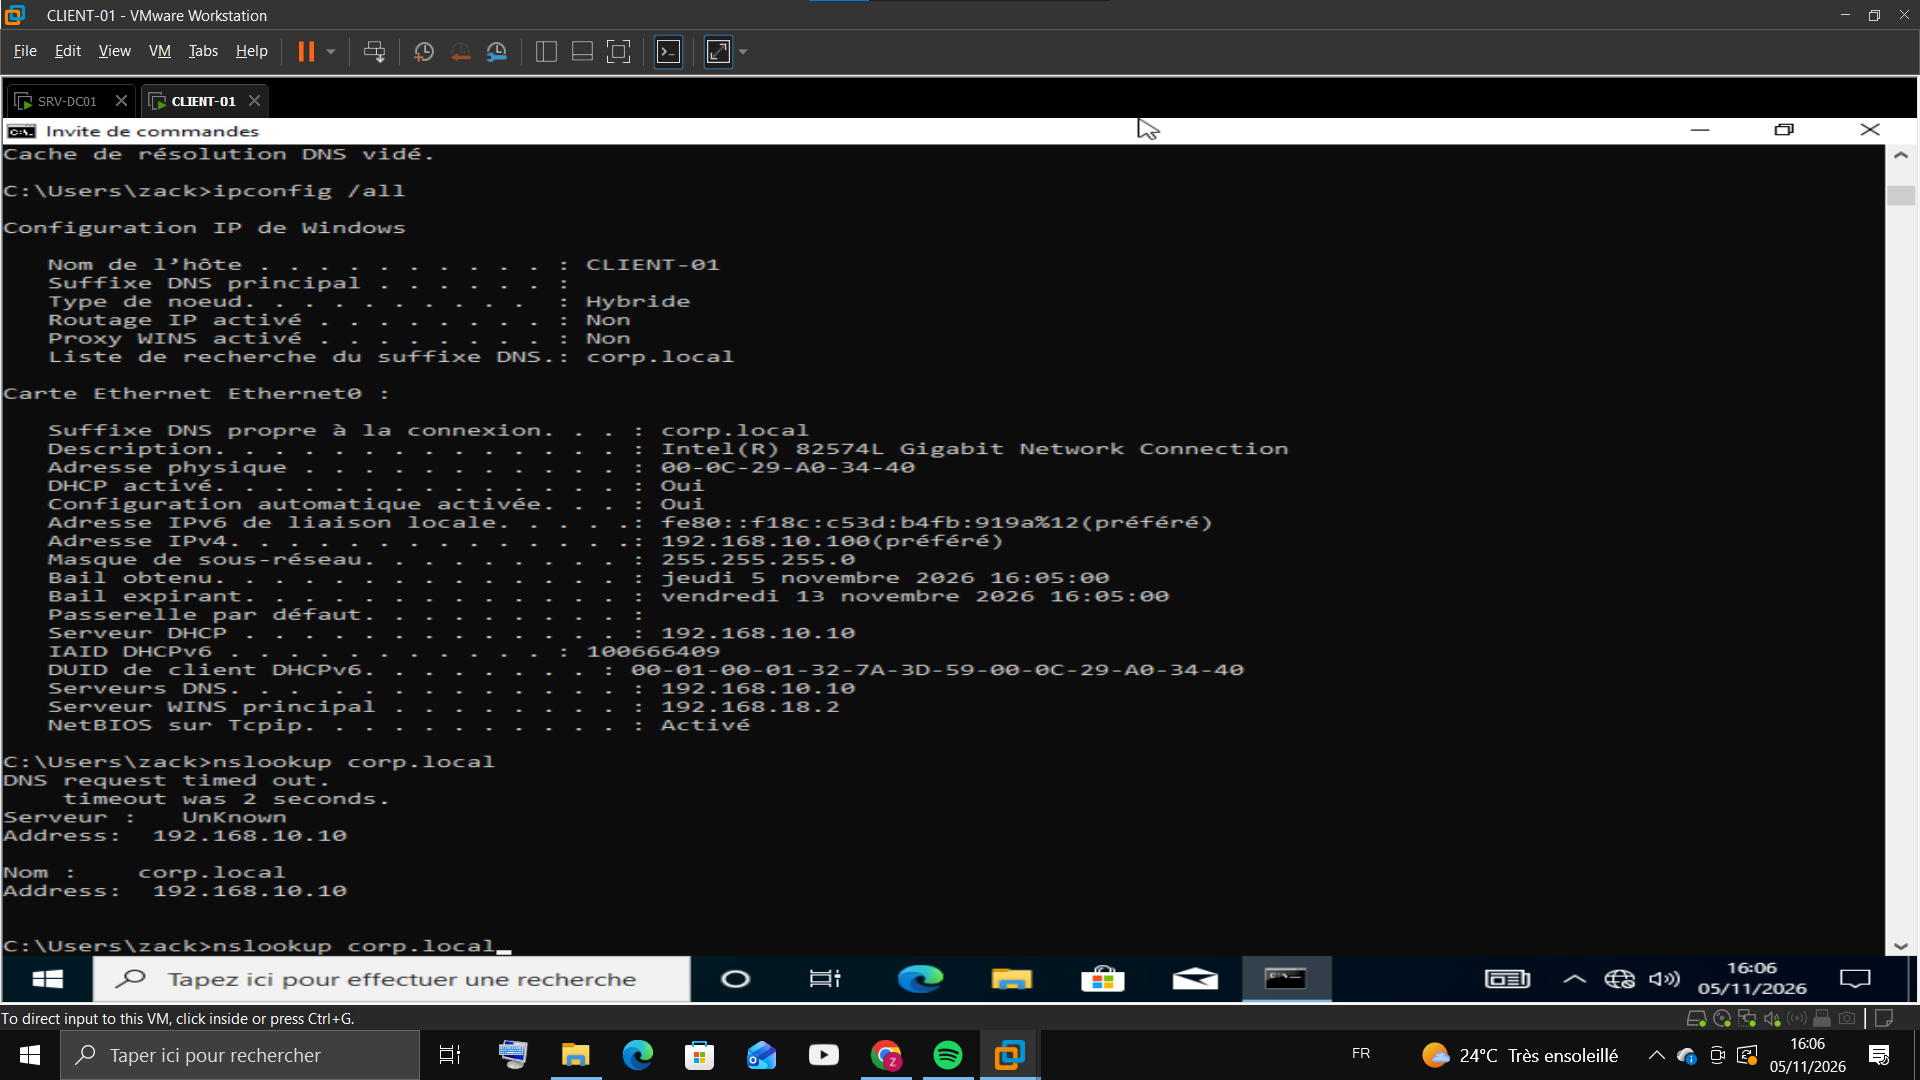 CLIENT-01 - VMware Workstation
File Edit View VM Tabs Help
SRV-DC01 CLIENT-01
Invite de commandes
Cache de résolution DNS vidé.
C:\Users\zack>ipconfig /all
Configuration IP de Windows
Nom de l'hôte . . . . . . . . . . : CLIENT-01
Suffixe DNS principal . . . . . . :
Type de noeud. . . . . . . . . . : Hybride
Routage IP activé . . . . . . . . : Non
Proxy WINS activé . . . . . . . . : Non
Liste de recherche du suffixe DNS.: corp.local
Carte Ethernet Ethernet0 :
Suffixe DNS propre à la connexion. . . : corp.local
Description. . . . . . . . . . . . . . : Intel(R) 82574L Gigabit Network Connection
Adresse physique . . . . . . . . . . . : 00-0C-29-A0-34-40
DHCP activé. . . . . . . . . . . . . . : Oui
Configuration automatique activée. . . : Oui
Adresse IPv6 de liaison locale. . . . .: fe80::f18c:c53d:b4fb:919a%12(préféré)
Adresse IPv4. . . . . . . . . . . . . .: 192.168.10.100(préféré)
Masque de sous-réseau. . . . . . . . . : 255.255.255.0
Bail obtenu. . . . . . . . . . . . . . : jeudi 5 novembre 2026 16:05:00
Bail expirant. . . . . . . . . . . . . : vendredi 13 novembre 2026 16:05:00
Passerelle par défaut. . . . . . . . . :
Serveur DHCP . . . . . . . . . . . . . : 192.168.10.10
IAID DHCPv6 . . . . . . . . . . . : 100666409
DUID de client DHCPv6. . . . . . . . : 00-01-00-01-32-7A-3D-59-00-0C-29-A0-34-40
Serveurs DNS. . . . . . . . . . . . . : 192.168.10.10
Serveur WINS principal . . . . . . . . : 192.168.18.2
NetBIOS sur Tcpip. . . . . . . . . . . : Activé
C:\Users\zack>nslookup corp.local
DNS request timed out.
timeout was 2 seconds.
Serveur : UnKnown
Address: 192.168.10.10
Nom : corp.local
Address: 192.168.10.10
C:\Users\zack>nslookup corp.local_
Tapez ici pour effectuer une recherche
16:06
05/11/2026
To direct input to this VM, click inside or press Ctrl+G.
Taper ici pour rechercher
FR
24°C Très ensoleillé
16:06
05/11/2026